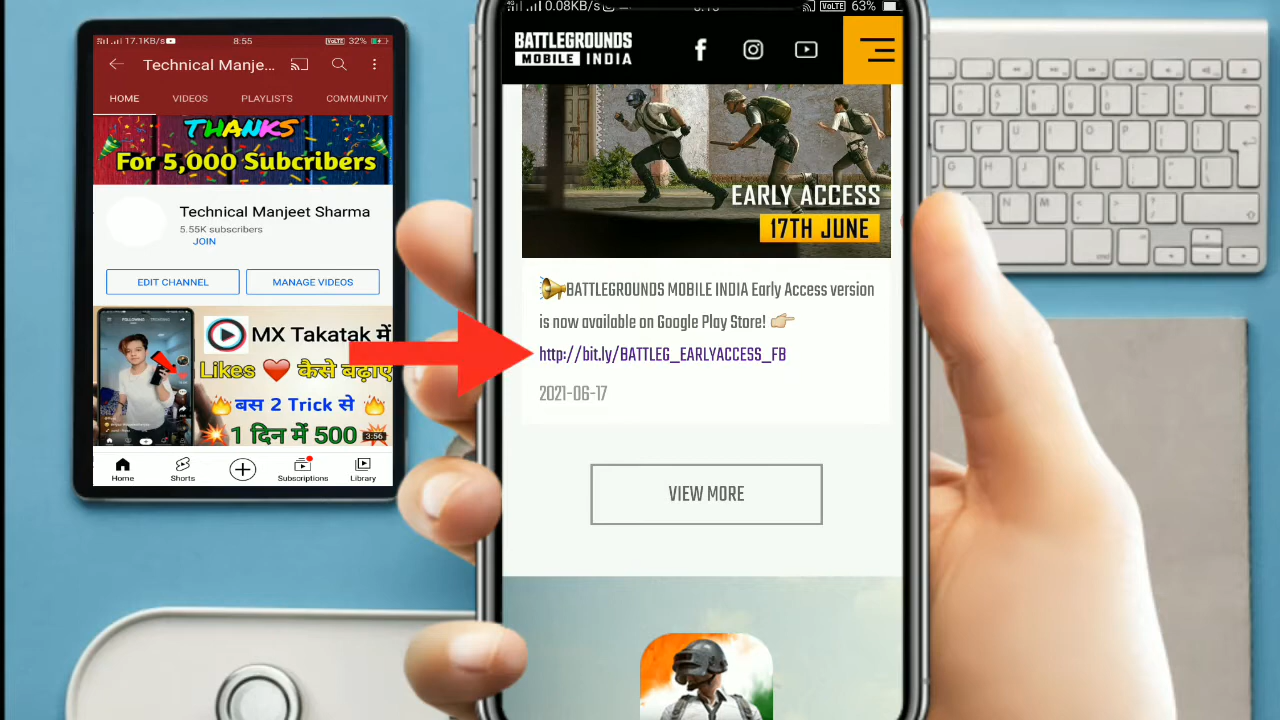 17.1KB/s
8:55
VoLTE 32%
Technical Manje...
HOME VIDEOS PLAYLISTS COMMUNITY
THANKS
For 5,000 Subcribers
Technical Manjeet Sharma
5.55K subscribers
JOIN
EDIT CHANNEL MANAGE VIDEOS
MX Takatak में
Likes ❤️ कैसे बढ़ाए
🔥बस 2 Trick से 🔥
💥1 दिन में 500 💥
3:56
Home Shorts Subscriptions Library
0.08KB/s
VoLTE 63%
BATTLEGROUNDS
MOBILE INDIA
EARLY ACCESS
17TH JUNE
📢BATTLEGROUNDS MOBILE INDIA Early Access version
is now available on Google Play Store! 👉
http://bit.ly/BATTLEG_EARLYACCESS_FB
2021-06-17
VIEW MORE